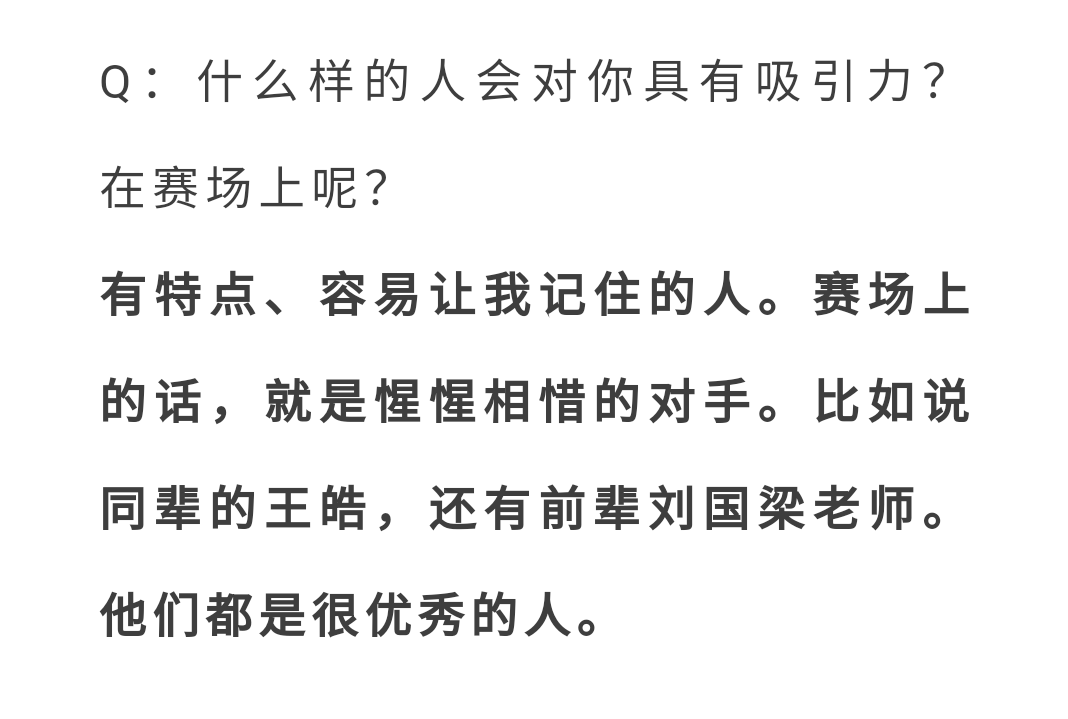 Q：什么样的人会对你具有吸引力？
在赛场上呢？
有特点、容易让我记住的人。赛场上
的话，就是惺惺相惜的对手。比如说
同辈的王皓，还有前辈刘国梁老师。
他们都是很优秀的人。